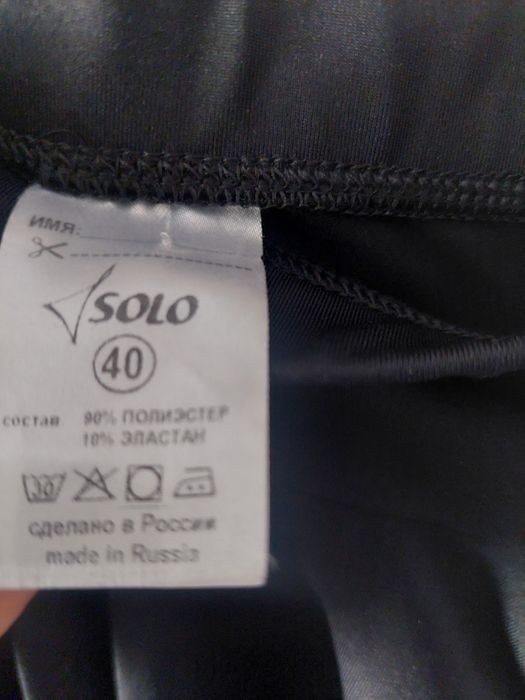 ИМЯ:
SOLO
40
состав 90% ПОЛИЭСТЕР
10% ЭЛАСТАН
сделано в России
made in Russia